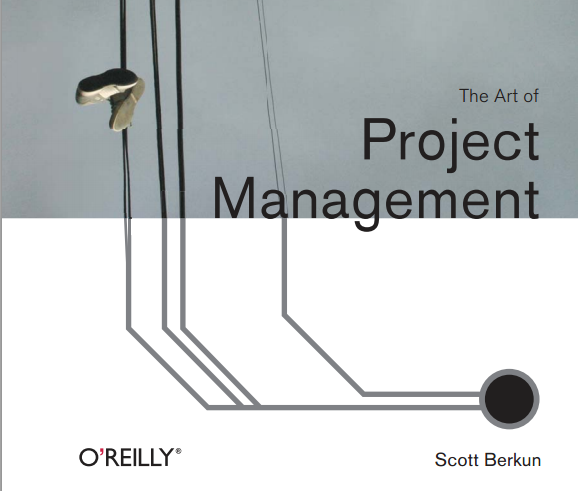 The Art of
Project
Management
O'REILLY®
Scott Berkun